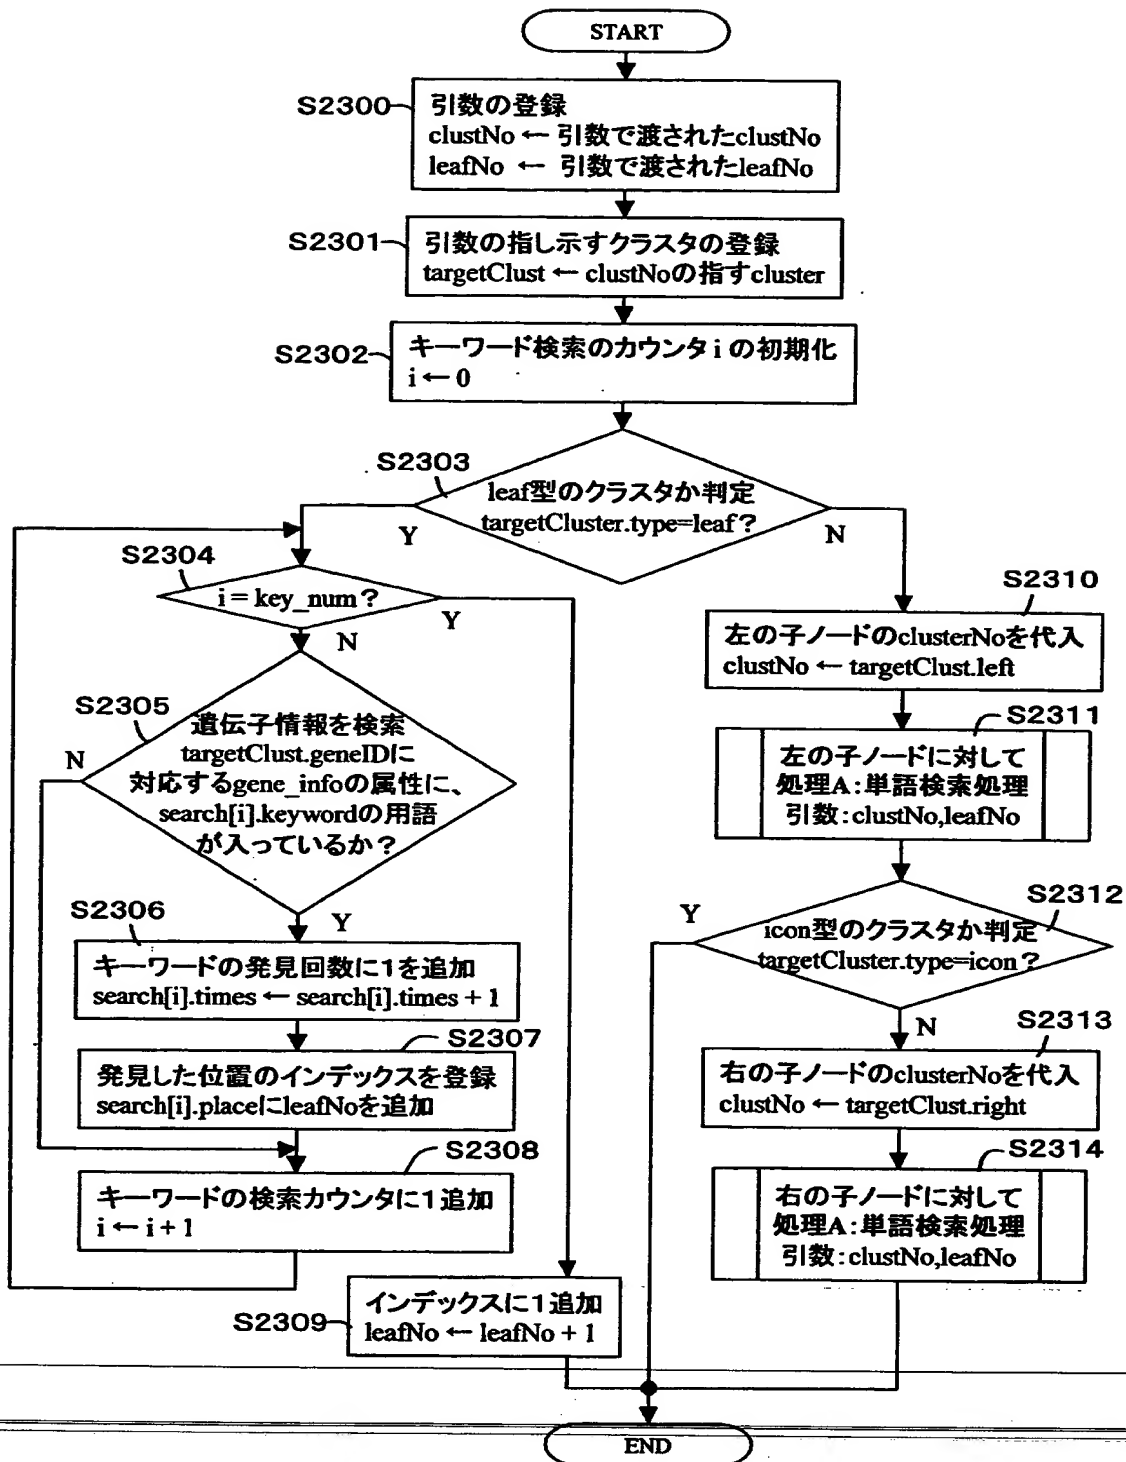 START
S2300
引数の登録
clustNo ← 引数で渡されたclustNo
leafNo ← 引数で渡されたleafNo
S2301
引数の指し示すクラスタの登録
targetClust ← clustNoの指すcluster
S2302
キーワード検索のカウンタ i の初期化
i ← 0
S2303
leaf型のクラスタか判定
targetCluster.type=leaf？
Y
N
S2304
i = key_num？
Y
N
S2305
遺伝子情報を検索
targetClust.geneIDに
対応するgene_infoの属性に、
search[i].keywordの用語
が入っているか？
N
Y
S2306
キーワードの発見回数に1を追加
search[i].times ← search[i].times + 1
S2307
発見した位置のインデックスを登録
search[i].placeにleafNoを追加
S2308
キーワードの検索カウンタに1追加
i ← i + 1
S2309
インデックスに1追加
leafNo ← leafNo + 1
S2310
左の子ノードのclusterNoを代入
clustNo ← targetClust.left
S2311
左の子ノードに対して
処理A：単語検索処理
引数：clustNo,leafNo
S2312
icon型のクラスタか判定
targetCluster.type=icon？
Y
N
S2313
右の子ノードのclusterNoを代入
clustNo ← targetClust.right
S2314
右の子ノードに対して
処理A：単語検索処理
引数：clustNo,leafNo
END